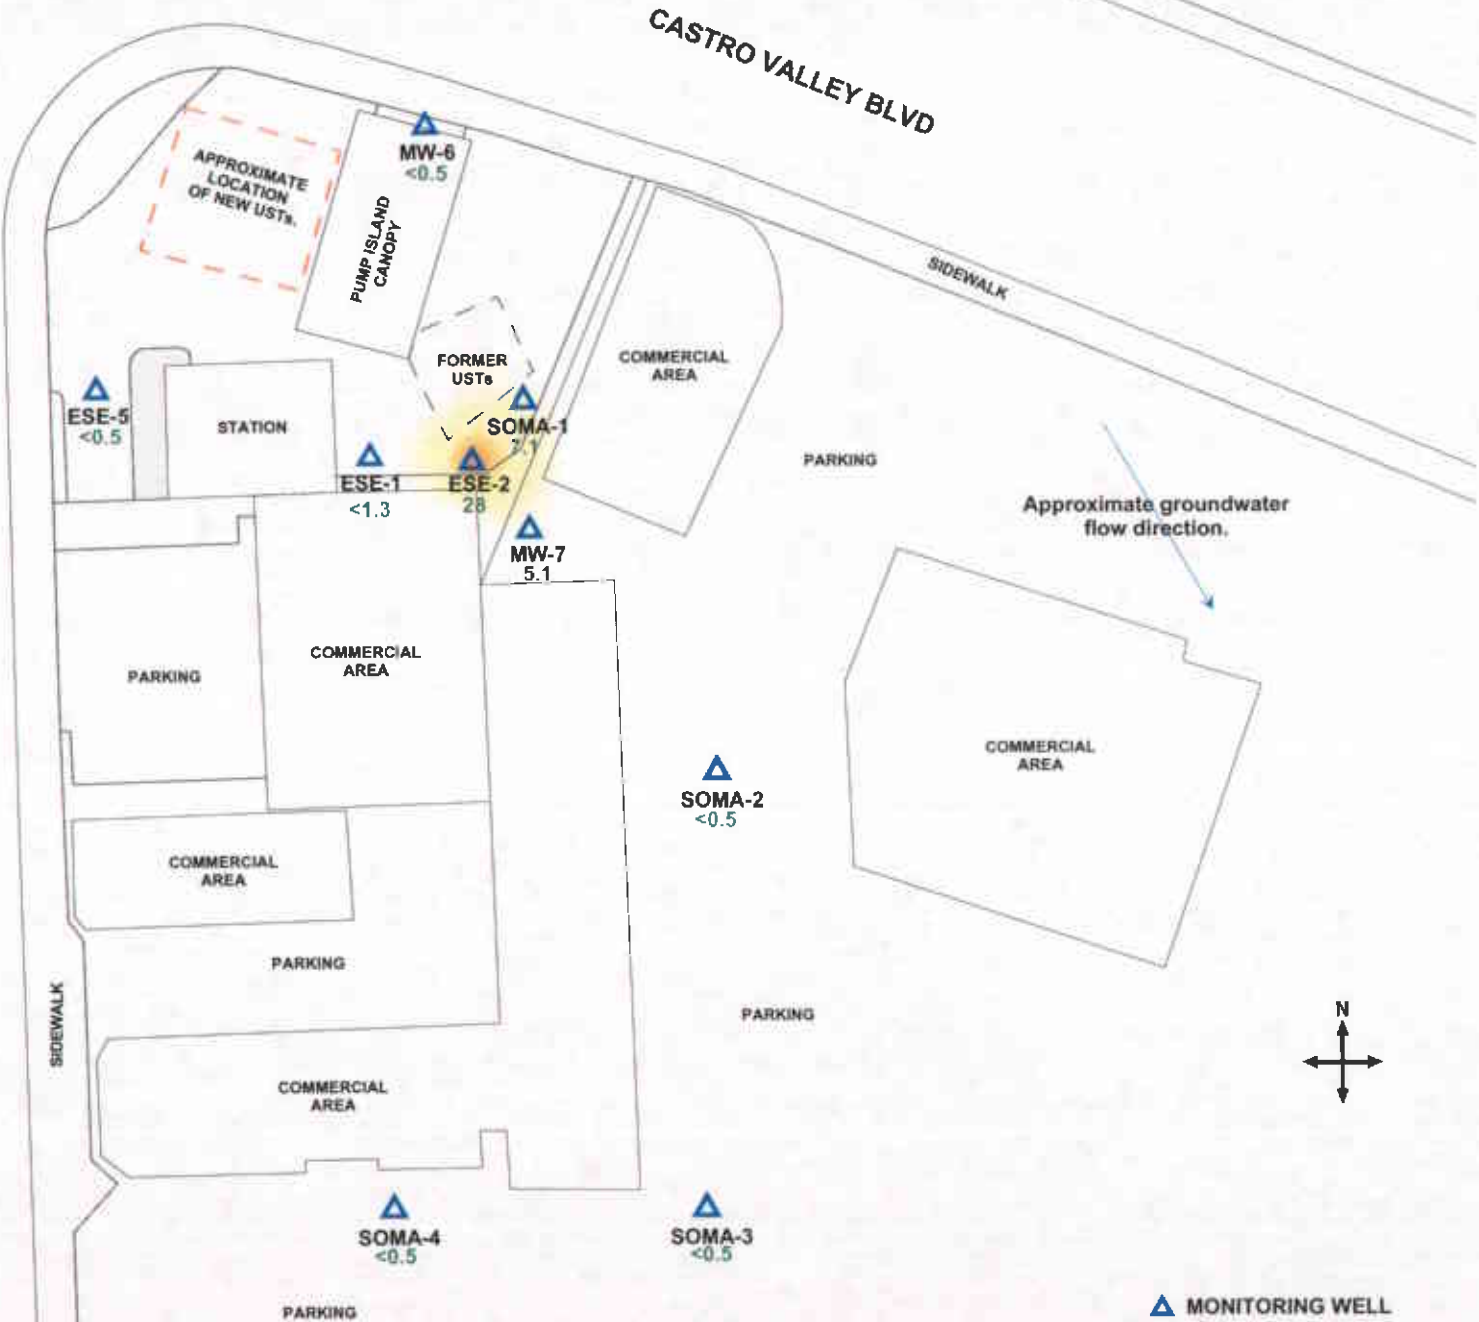 CASTRO VALLEY BLVD
MW-6
<0.5
APPROXIMATE
LOCATION
OF NEW USTs.
PUMP ISLAND
CANOPY
SIDEWALK
FORMER
USTs
COMMERCIAL
AREA
ESE-5
<0.5
STATION
SOMA-1
7.1
PARKING
ESE-1
<1.3
ESE-2
28
Approximate groundwater
flow direction.
MW-7
5.1
COMMERCIAL
AREA
PARKING
COMMERCIAL
AREA
SOMA-2
<0.5
COMMERCIAL
AREA
PARKING
SIDEWALK
PARKING
N
COMMERCIAL
AREA
SOMA-4
<0.5
SOMA-3
<0.5
PARKING
MONITORING WELL